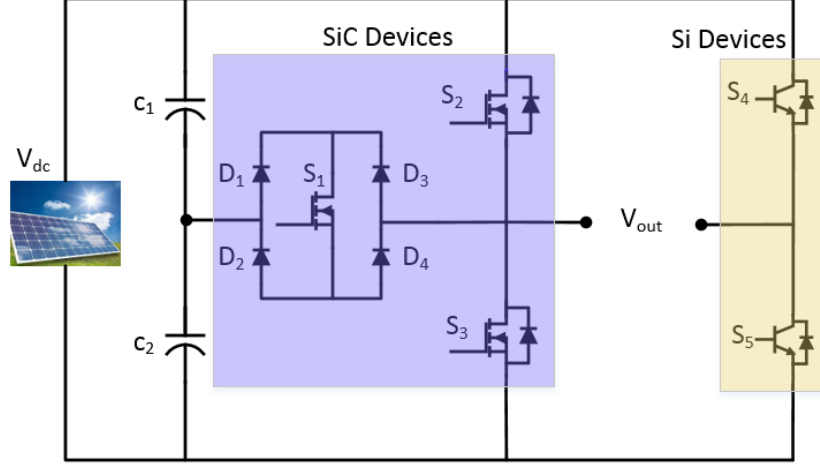 SiC Devices
Si Devices
S2
S4
c1
Vdc
D1
S1
D3
Vout
D2
D4
S3
S5
c2